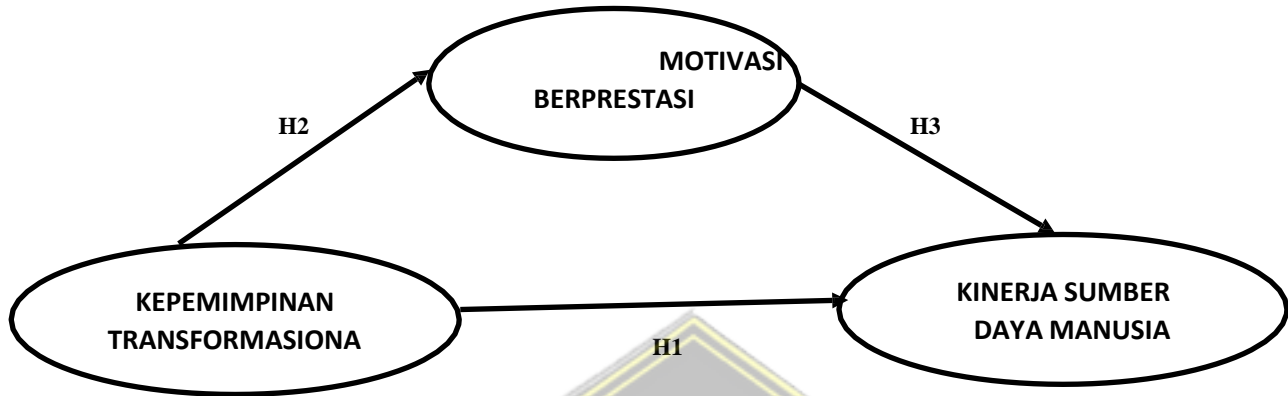 MOTIVASI
BERPRESTASI
H2
H3
KEPEMIMPINAN
TRANSFORMASIONA
KINERJA SUMBER
DAYA MANUSIA
H1